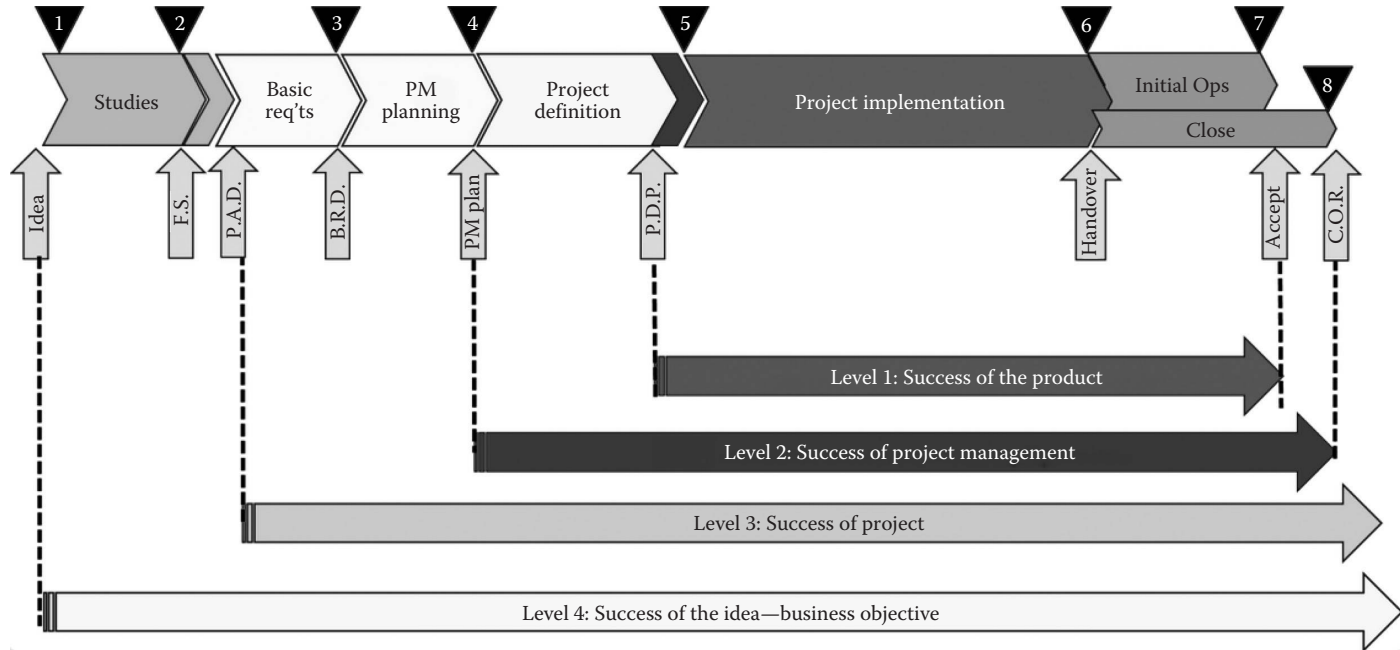 1
2
3
4
5
6
7
8
Studies
Basic
req'ts
PM
planning
Project
definition
Project implementation
Initial Ops
Close
Idea
F.S.
P.A.D.
B.R.D.
PM plan
P.D.P.
Handover
Accept
C.O.R.
Level 1: Success of the product
Level 2: Success of project management
Level 3: Success of project
Level 4: Success of the idea—business objective